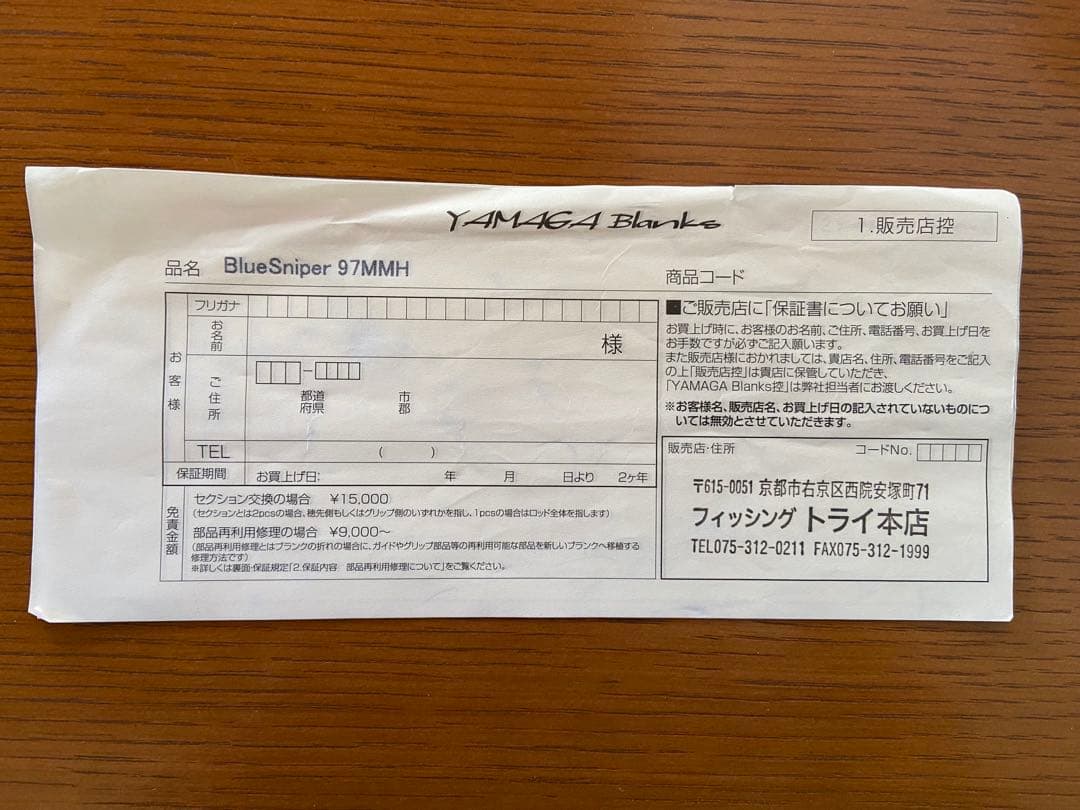 YAMAGA Blanks
1.販売店控
品名 BlueSniper 97MMH
商品コード
フリガナ
お客様
お名前
様
ご住所
-
都道府県
市郡
TEL ( )
保証期間 お買上げ日: 年 月 日より 2ヶ年
免責金額
セクション交換の場合 ¥15,000
(セクションとは2pcsの場合、穂先側もしくはグリップ側のいずれかを指し、1pcsの場合はロッド全体を指します)
部品再利用修理の場合 ¥9,000〜
(部品再利用修理とはブランクの折れの場合に、ガイドやグリップ部品等の再利用可能な部品を新しいブランクへ移植する
修理方法です)
※詳しくは裏面・保証規定「2.保証内容 部品再利用修理について」をご覧ください。
■ご販売店に「保証書についてお願い」
お買上げ時に、お客様のお名前、ご住所、電話番号、お買上げ日を
お手数ですが必ずご記入願います。
また販売店様におかれましては、貴店名、住所、電話番号をご記入
の上「販売店控」は貴店に保管していただき、
「YAMAGA Blanks控」は弊社担当者にお渡しください。
※お客様名、販売店名、お買上げ日の記入されていないものにつ
いては無効とさせていただきます。
販売店・住所 コードNo.
〒615-0051 京都市右京区西院安塚町71
フィッシング トライ本店
TEL075-312-0211 FAX075-312-1999